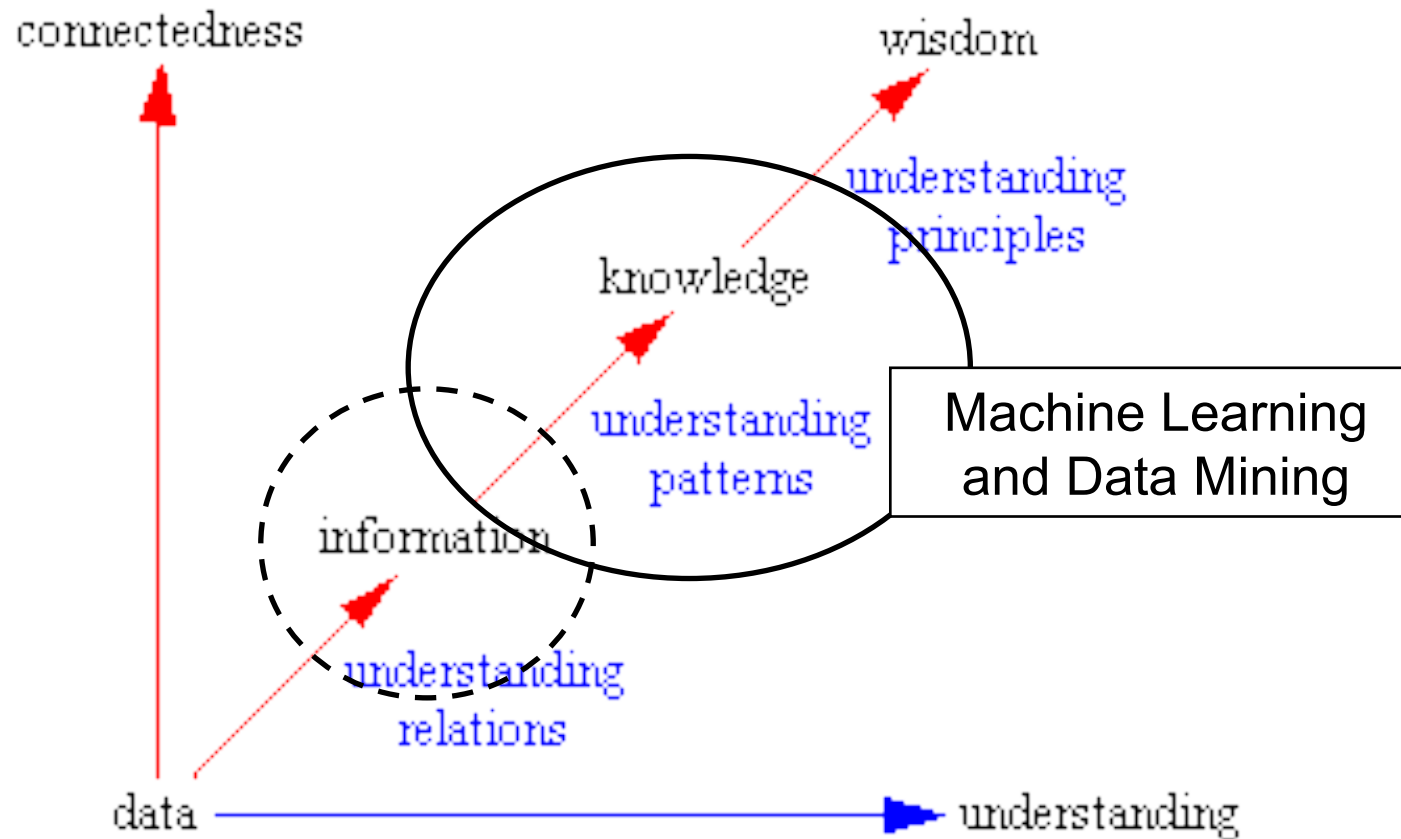 connectedness
wisdom
understanding
principles
knowledge
understanding
patterns
Machine Learning
and Data Mining
information
understanding
relations
data
understanding